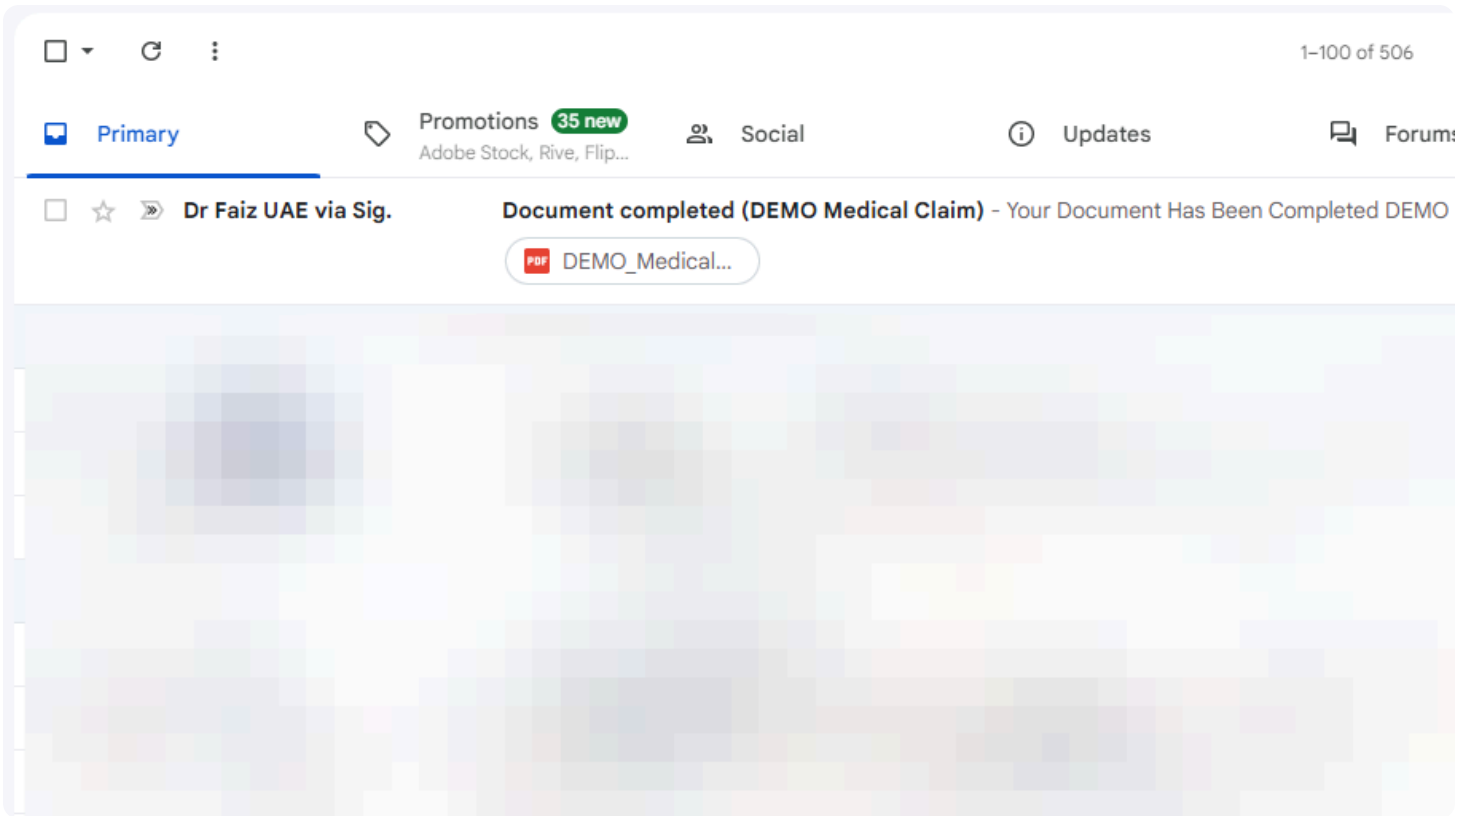 1–100 of 506
Primary
Promotions 35 new
Adobe Stock, Rive, Flip...
Social
Updates
Forums
Dr Faiz UAE via Sig.
Document completed (DEMO Medical Claim) - Your Document Has Been Completed DEMO
PDF DEMO_Medical...